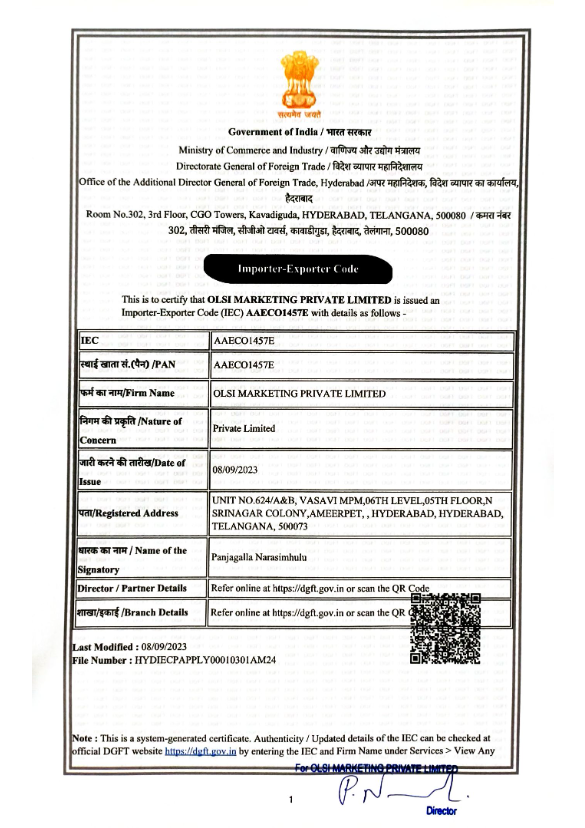 सत्यमेव जयते
Government of India / भारत सरकार
Ministry of Commerce and Industry / वाणिज्य और उद्योग मंत्रालय
Directorate General of Foreign Trade / विदेश व्यापार महानिदेशालय
Office of the Additional Director General of Foreign Trade, Hyderabad /अपर महानिदेशक, विदेश व्यापार का कार्यालय,
हैदराबाद
Room No.302, 3rd Floor, CGO Towers, Kavadiguda, HYDERABAD, TELANGANA, 500080 / कमरा नंबर
302, तीसरी मंजिल, सीजीओ टावर्स, कावाडीगुडा, हैदराबाद, तेलंगाना, 500080
Importer-Exporter Code
This is to certify that OLSI MARKETING PRIVATE LIMITED is issued an
Importer-Exporter Code (IEC) AAECO1457E with details as follows -
IEC AAECO1457E
स्थाई खाता सं.(पैन) /PAN AAECO1457E
फर्म का नाम/Firm Name OLSI MARKETING PRIVATE LIMITED
निगम की प्रकृति /Nature of
Concern Private Limited
जारी करने की तारीख/Date of
Issue 08/09/2023
पता/Registered Address UNIT NO.624/A&B, VASAVI MPM,06TH LEVEL,05TH FLOOR,N
SRINAGAR COLONY,AMEERPET, , HYDERABAD, HYDERABAD,
TELANGANA, 500073
धारक का नाम / Name of the
Signatory Panjagalla Narasimhulu
Director / Partner Details Refer online at https://dgft.gov.in or scan the QR Code
शाखा/इकाई /Branch Details Refer online at https://dgft.gov.in or scan the QR
Last Modified : 08/09/2023
File Number : HYDIECPAPPLY00010301AM24
Note : This is a system-generated certificate. Authenticity / Updated details of the IEC can be checked at
official DGFT website https://dgft.gov.in by entering the IEC and Firm Name under Services > View Any
For OLSI MARKETING PRIVATE LIMITED
P. N
1
Director